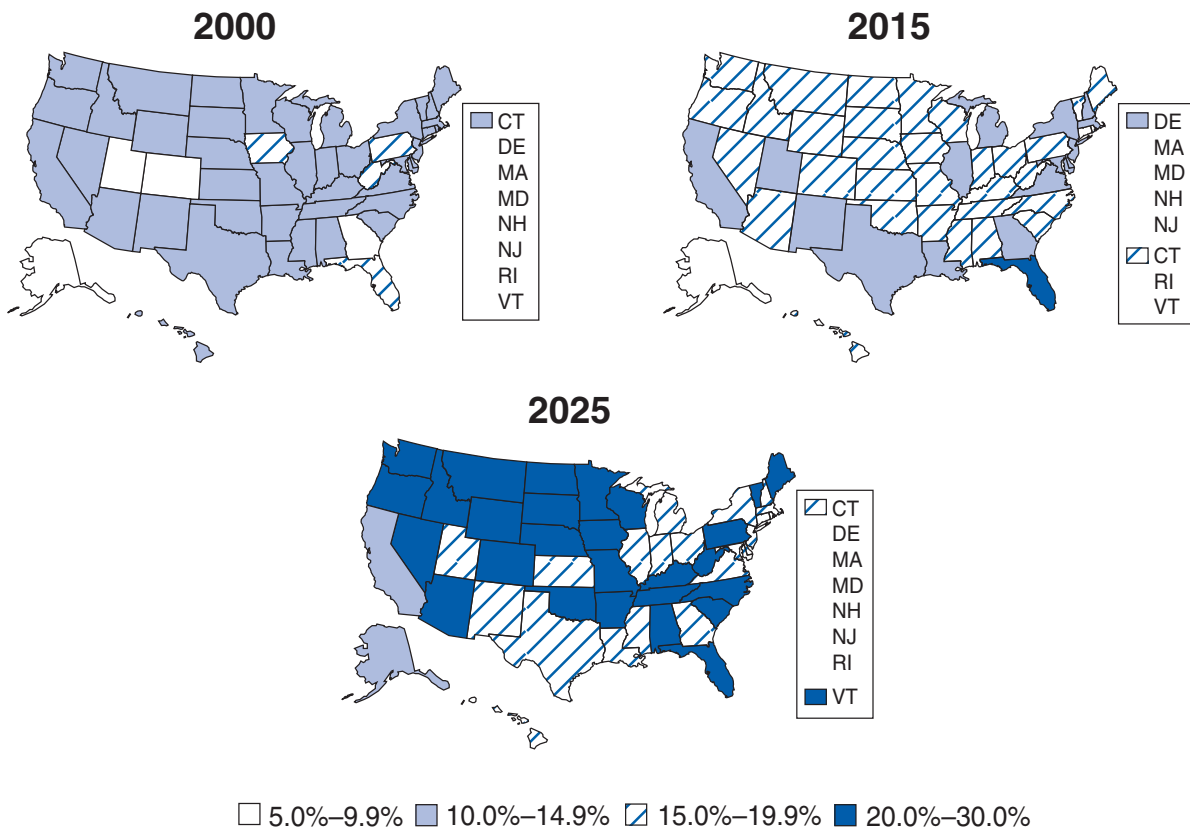 2000
CT
DE
MA
MD
NH
NJ
RI
VT
2015
DE
MA
MD
NH
NJ
CT
RI
VT
2025
CT
DE
MA
MD
NH
NJ
RI
VT
5.0%–9.9% 10.0%–14.9% 15.0%–19.9% 20.0%–30.0%